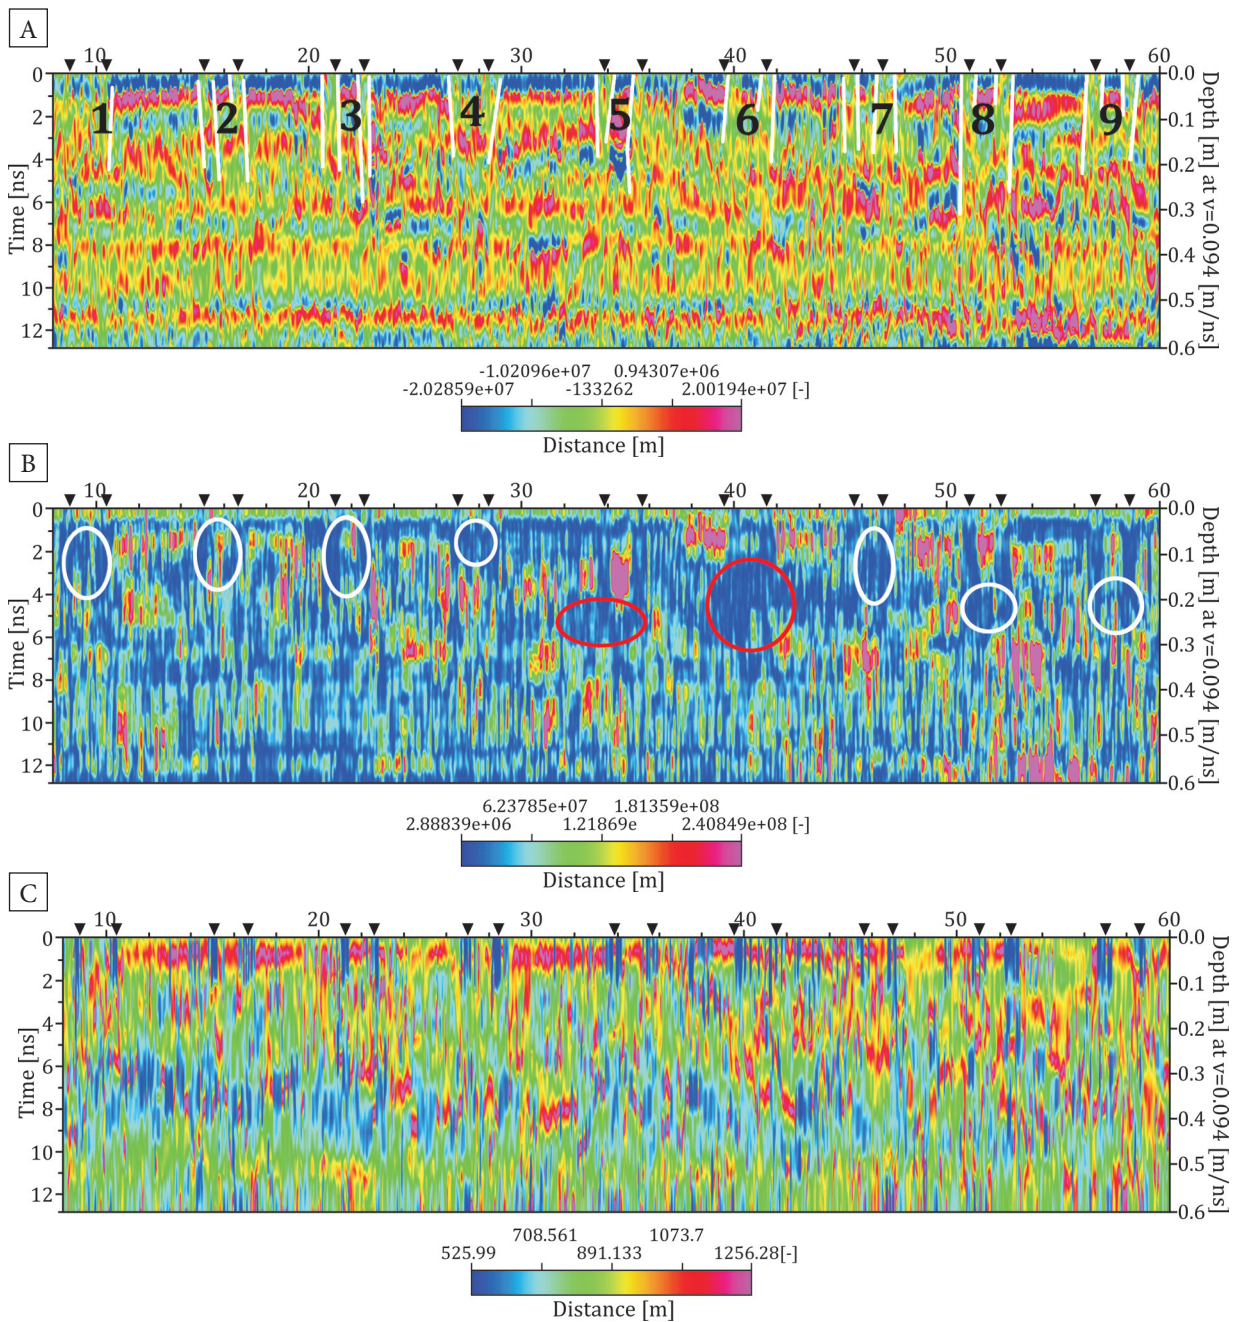 A
10 20 30 40 50 60
0 0.0
1 2 3 4 5 6 7 8 9
2 0.1
4 0.2
6 0.3
8 0.4
10 0.5
12 0.6
Time [ns]
Depth [m] at v=0.094 [m/ns]
-1.02096e+07 0.94307e+06
-2.02859e+07 -133262 2.00194e+07 [-]
Distance [m]
B
10 20 30 40 50 60
0 0.0
2 0.1
4 0.2
6 0.3
8 0.4
10 0.5
12 0.6
Time [ns]
Depth [m] at v=0.094 [m/ns]
6.23785e+07 1.81359e+08
2.88839e+06 1.21869e 2.40849e+08 [-]
Distance [m]
C
10 20 30 40 50 60
0 0.0
2 0.1
4 0.2
6 0.3
8 0.4
10 0.5
12 0.6
Time [ns]
Depth [m] at v=0.094 [m/ns]
708.561 1073.7
525.99 891.133 1256.28[-]
Distance [m]